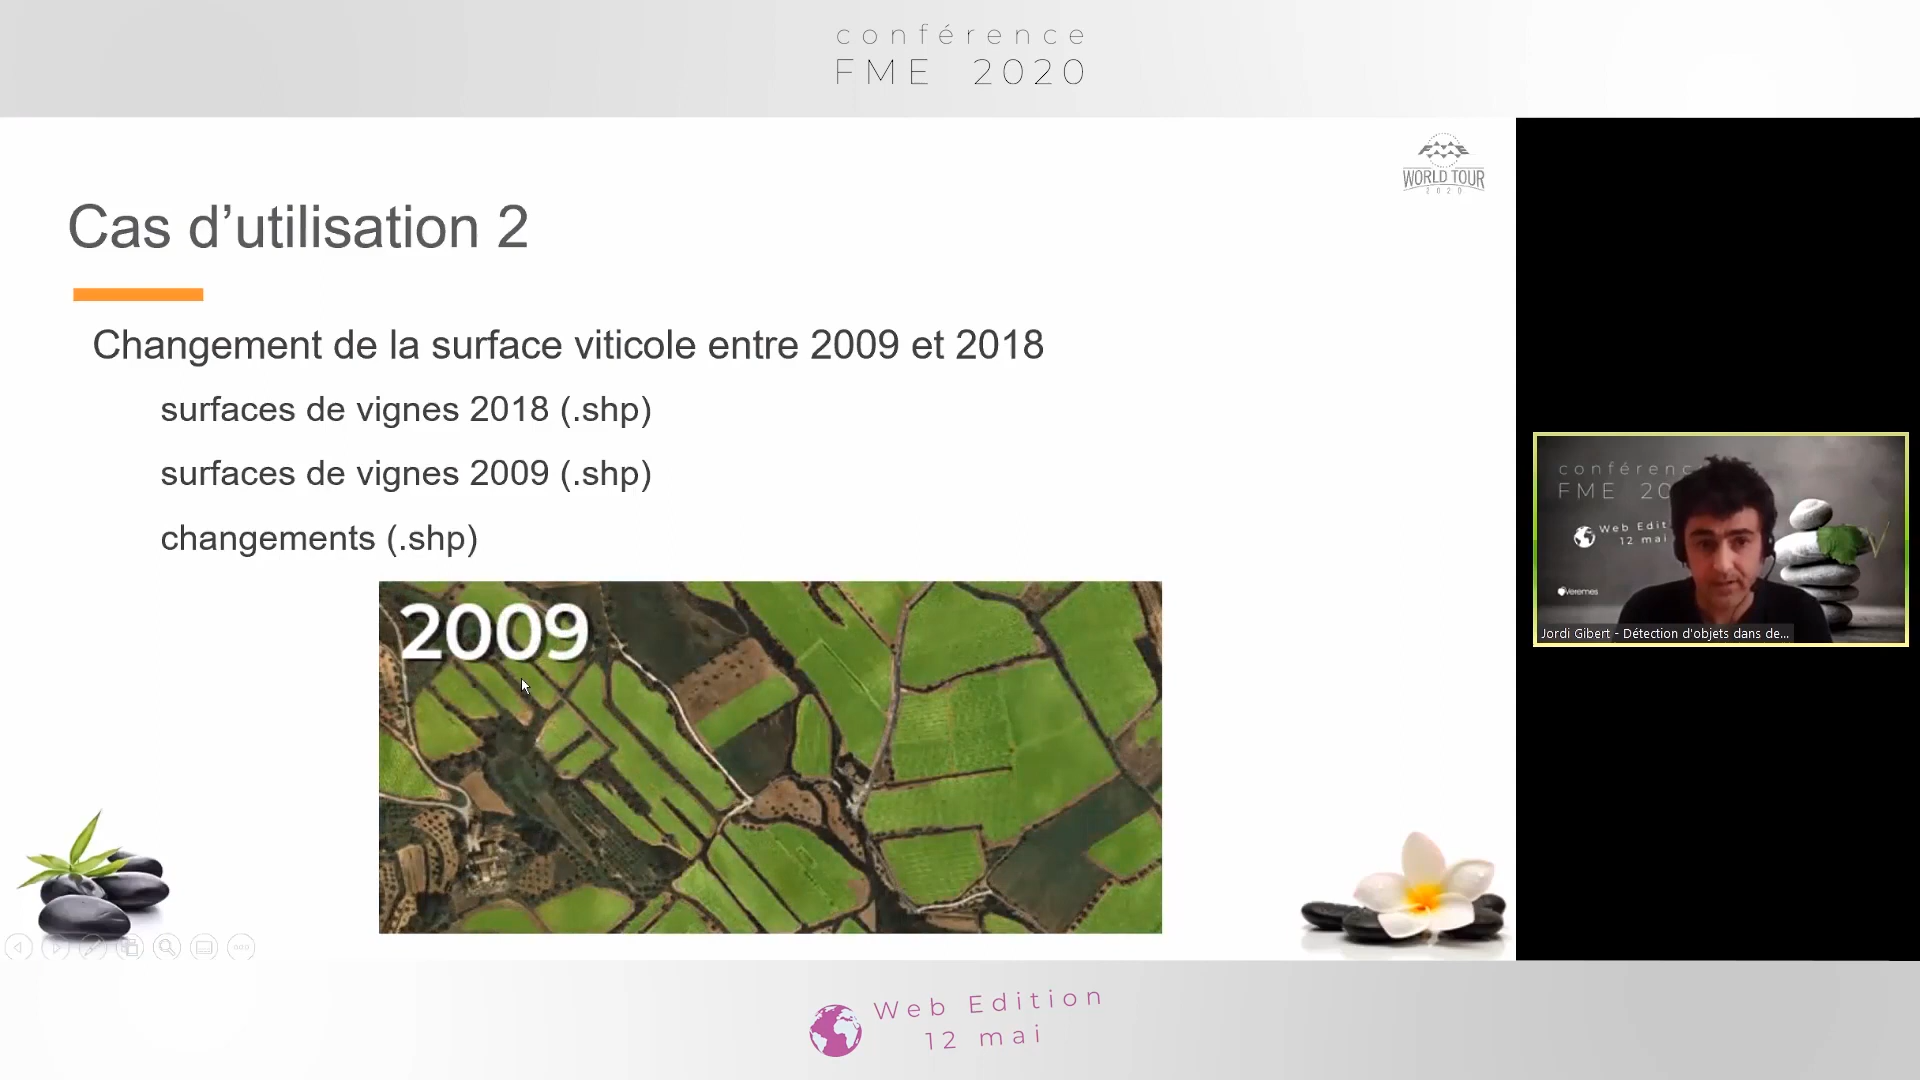 conférence
FME 2020
WORLD TOUR
2020
Cas d’utilisation 2
Changement de la surface viticole entre 2009 et 2018
surfaces de vignes 2018 (.shp)
surfaces de vignes 2009 (.shp)
changements (.shp)
2009
conférenc
FME 20
Web Edit
12 mai
Veremes
Jordi Gibert - Détection d'objets dans de...
Web Edition
12 mai